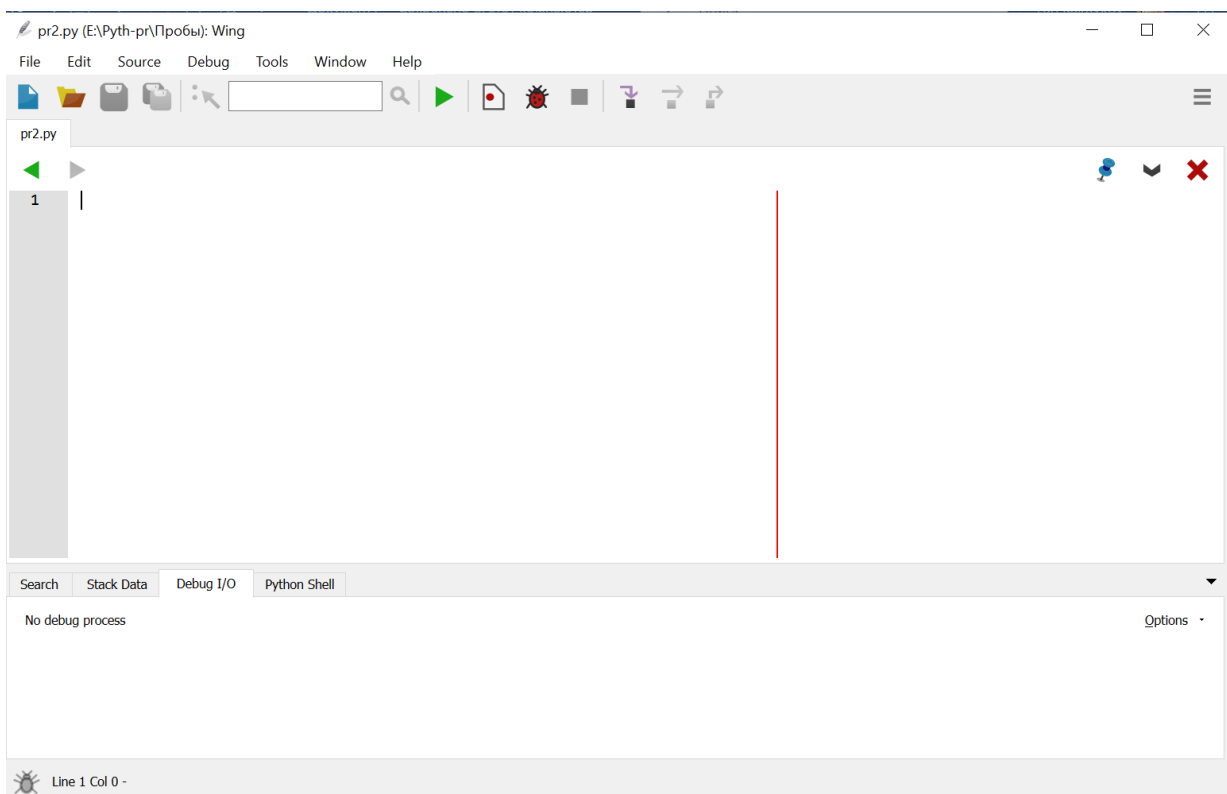 pr2.py (E:\Pyth-pr\Пробы): Wing
File Edit Source Debug Tools Window Help
pr2.py
1
Search Stack Data Debug I/O Python Shell
No debug process Options
Line 1 Col 0 -